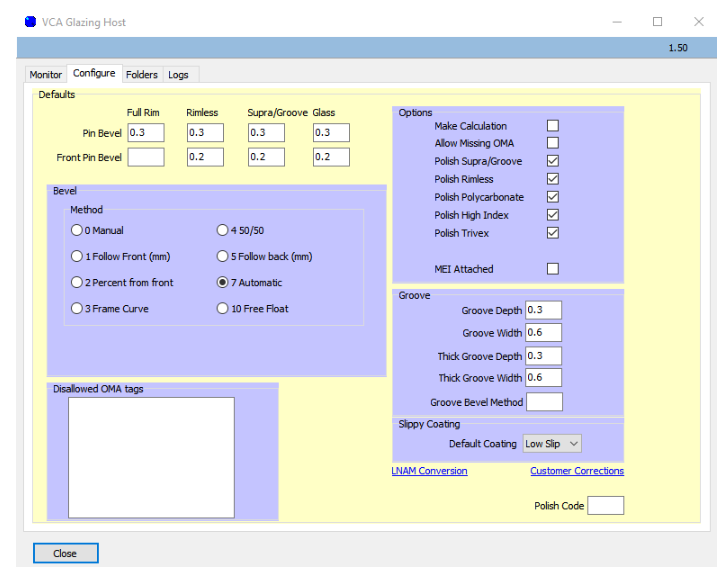 VCA Glazing Host
1.50
Monitor Configure Folders Logs
Defaults
Full Rim Rimless Supra/Groove Glass
Pin Bevel 0.3 0.3 0.3 0.3
Front Pin Bevel 0.2 0.2 0.2
Bevel
Method
0 Manual 4 50/50
1 Follow Front (mm) 5 Follow back (mm)
2 Percent from front 7 Automatic
3 Frame Curve 10 Free Float
Disallowed OMA tags
Options
Make Calculation
Allow Missing OMA
Polish Supra/Groove
Polish Rimless
Polish Polycarbonate
Polish High Index
Polish Trivex
MEI Attached
Groove
Groove Depth 0.3
Groove Width 0.6
Thick Groove Depth 0.3
Thick Groove Width 0.6
Groove Bevel Method
Slippy Coating
Default Coating Low Slip
LNAM Conversion Customer Corrections
Polish Code
Close